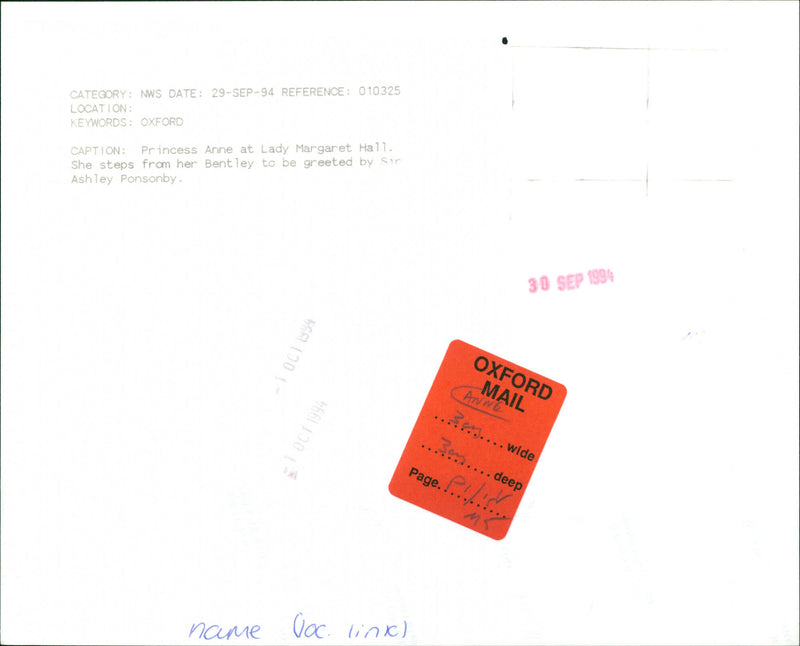 CATEGORY: NWS DATE: 29-SEP-94 REFERENCE: 010325
LOCATION:
KEYWORDS: OXFORD
CAPTION: Princess Anne at Lady Margaret Hall.
She steps from her Bentley to be greeted by Sir
Ashley Ponsonby.
30 SEP 1994
-1 OCT 1994
1 OCT 1994
OXFORD
MAIL
ANNE
..........wide
..........deep
Page..........
name (loc. link)